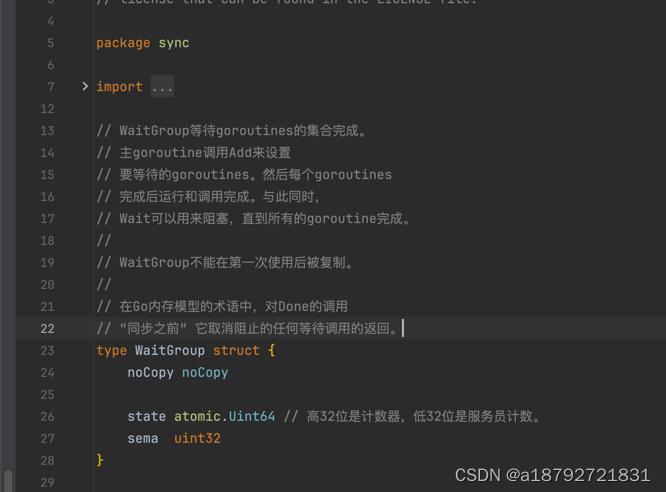 3 // license that can be found in the LICENSE file.
4
5 package sync
6
7 import ...
12
13 // WaitGroup等待goroutines的集合完成。
14 // 主goroutine调用Add来设置
15 // 要等待的goroutines。然后每个goroutines
16 // 完成后运行和调用完成。与此同时，
17 // Wait可以用来阻塞，直到所有的goroutine完成。
18 //
19 // WaitGroup不能在第一次使用后被复制。
20 //
21 // 在Go内存模型的术语中，对Done的调用
22 // “同步之前” 它取消阻止的任何等待调用的返回。
23 type WaitGroup struct {
24 noCopy noCopy
25
26 state atomic.Uint64 // 高32位是计数器，低32位是服务员计数。
27 sema uint32
28 }
29
CSDN @a18792721831